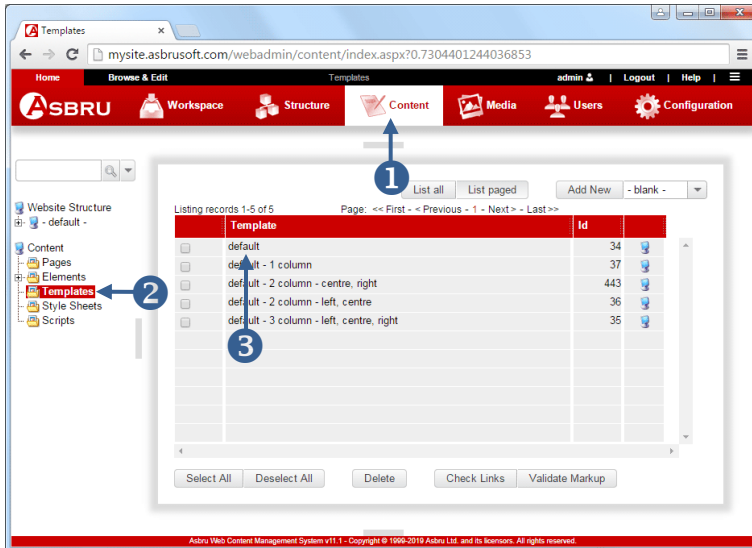 Templates
mysite.asbrusoft.com/webadmin/content/index.aspx?0.7304401244036853
Home Browse & Edit Templates admin | Logout | Help |
ASBRU Workspace Structure Content Media Users Configuration
1
List all List paged Add New - blank -
Listing records 1-5 of 5 Page: << First - < Previous - 1 - Next > - Last >>
Website Structure
- default -
Content
Pages
Elements
Templates
Style Sheets
Scripts
2
Template Id
default 34
default - 1 column 37
default - 2 column - centre, right 443
default - 2 column - left, centre 36
default - 3 column - left, centre, right 35
3
Select All Deselect All Delete Check Links Validate Markup
Asbru Web Content Management System v11.1 - Copyright © 1999-2019 Asbru Ltd. and its licensors. All rights reserved.